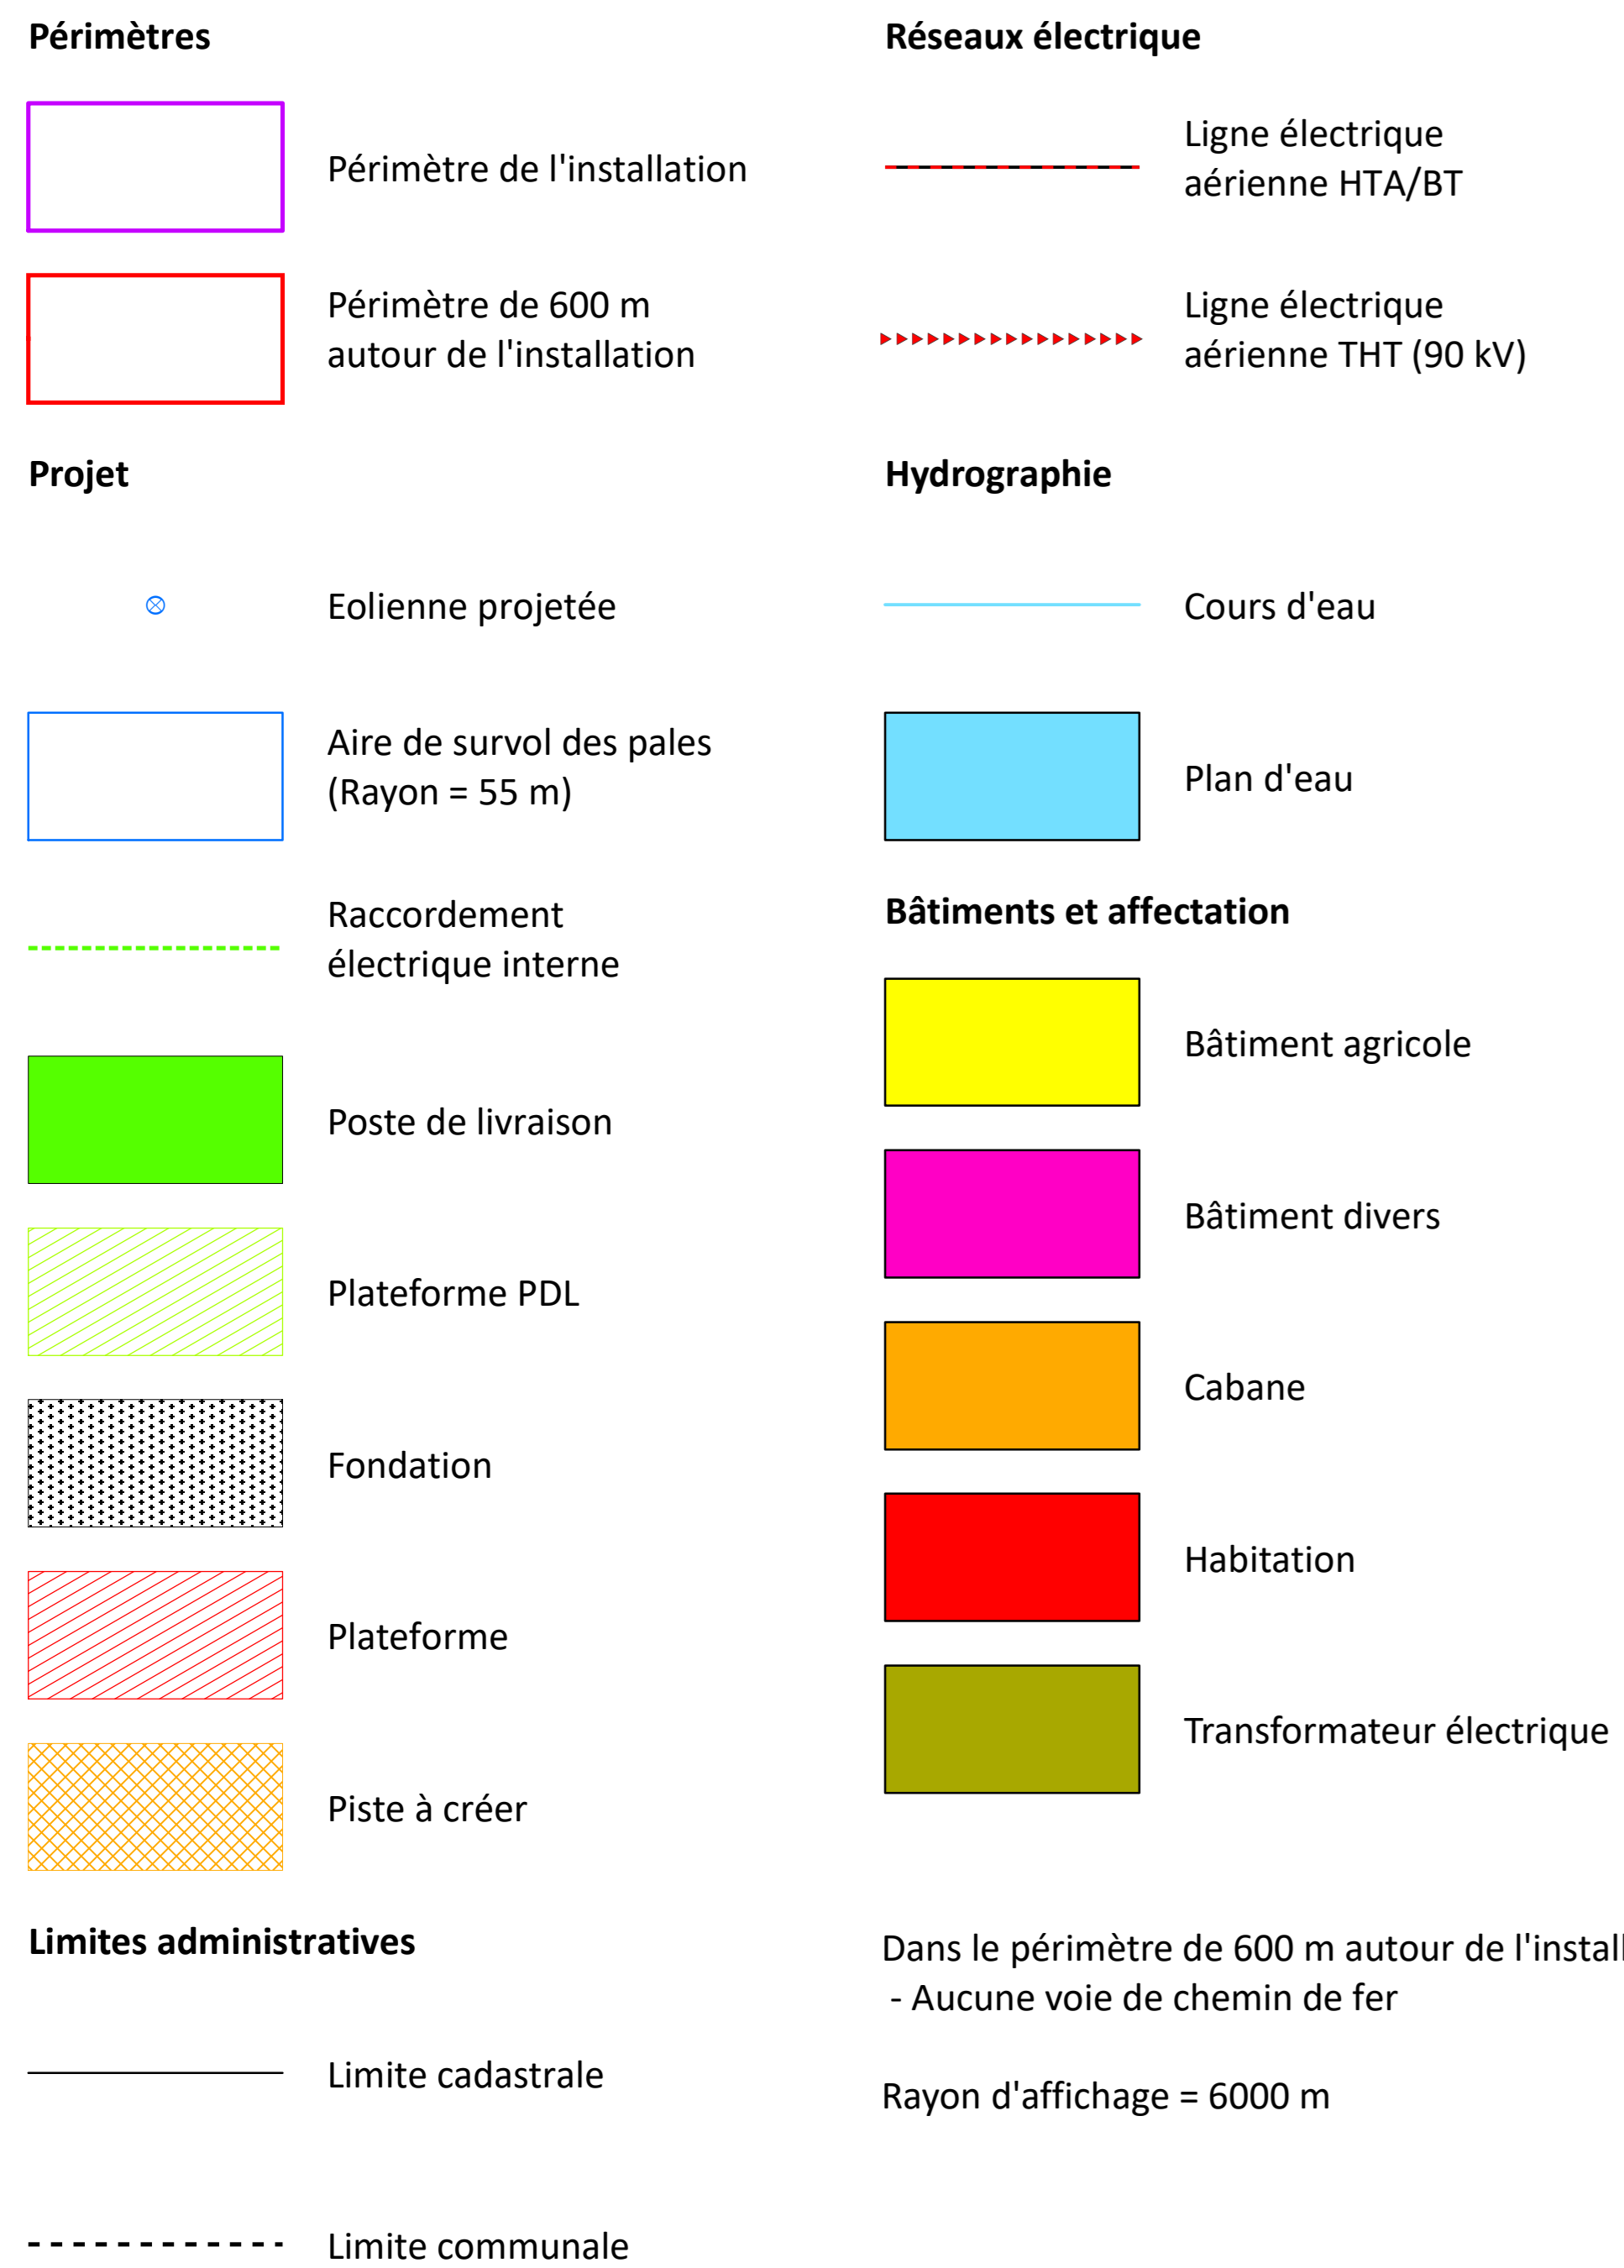 Périmètres
Périmètre de l'installation
Périmètre de 600 m
autour de l'installation
Projet
Eolienne projetée
Aire de survol des pales
(Rayon = 55 m)
Raccordement
électrique interne
Poste de livraison
Plateforme PDL
Fondation
Plateforme
Piste à créer
Limites administratives
Limite cadastrale
Limite communale
Réseaux électrique
Ligne électrique
aérienne HTA/BT
Ligne électrique
aérienne THT (90 kV)
Hydrographie
Cours d'eau
Plan d'eau
Bâtiments et affectation
Bâtiment agricole
Bâtiment divers
Cabane
Habitation
Transformateur électrique
Dans le périmètre de 600 m autour de
- Aucune voie de chemin de fer
Rayon d'affichage = 6000 m